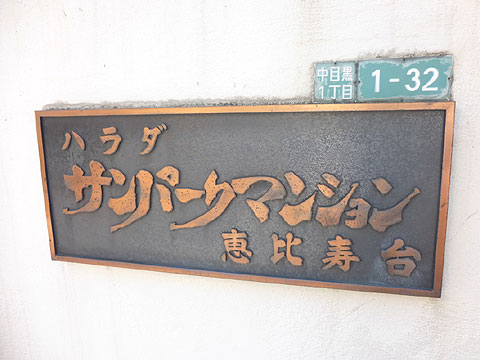 中目黒
1丁目
1-32
ハラダ
サンパークマンション
恵比寿台